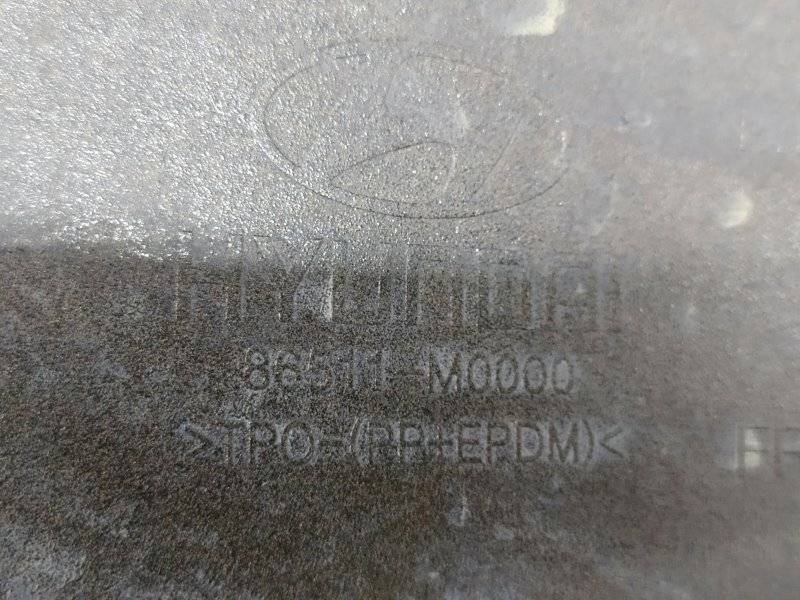 HYUNDAI
86511-M0000
>TPO-(PP+EPDM)<